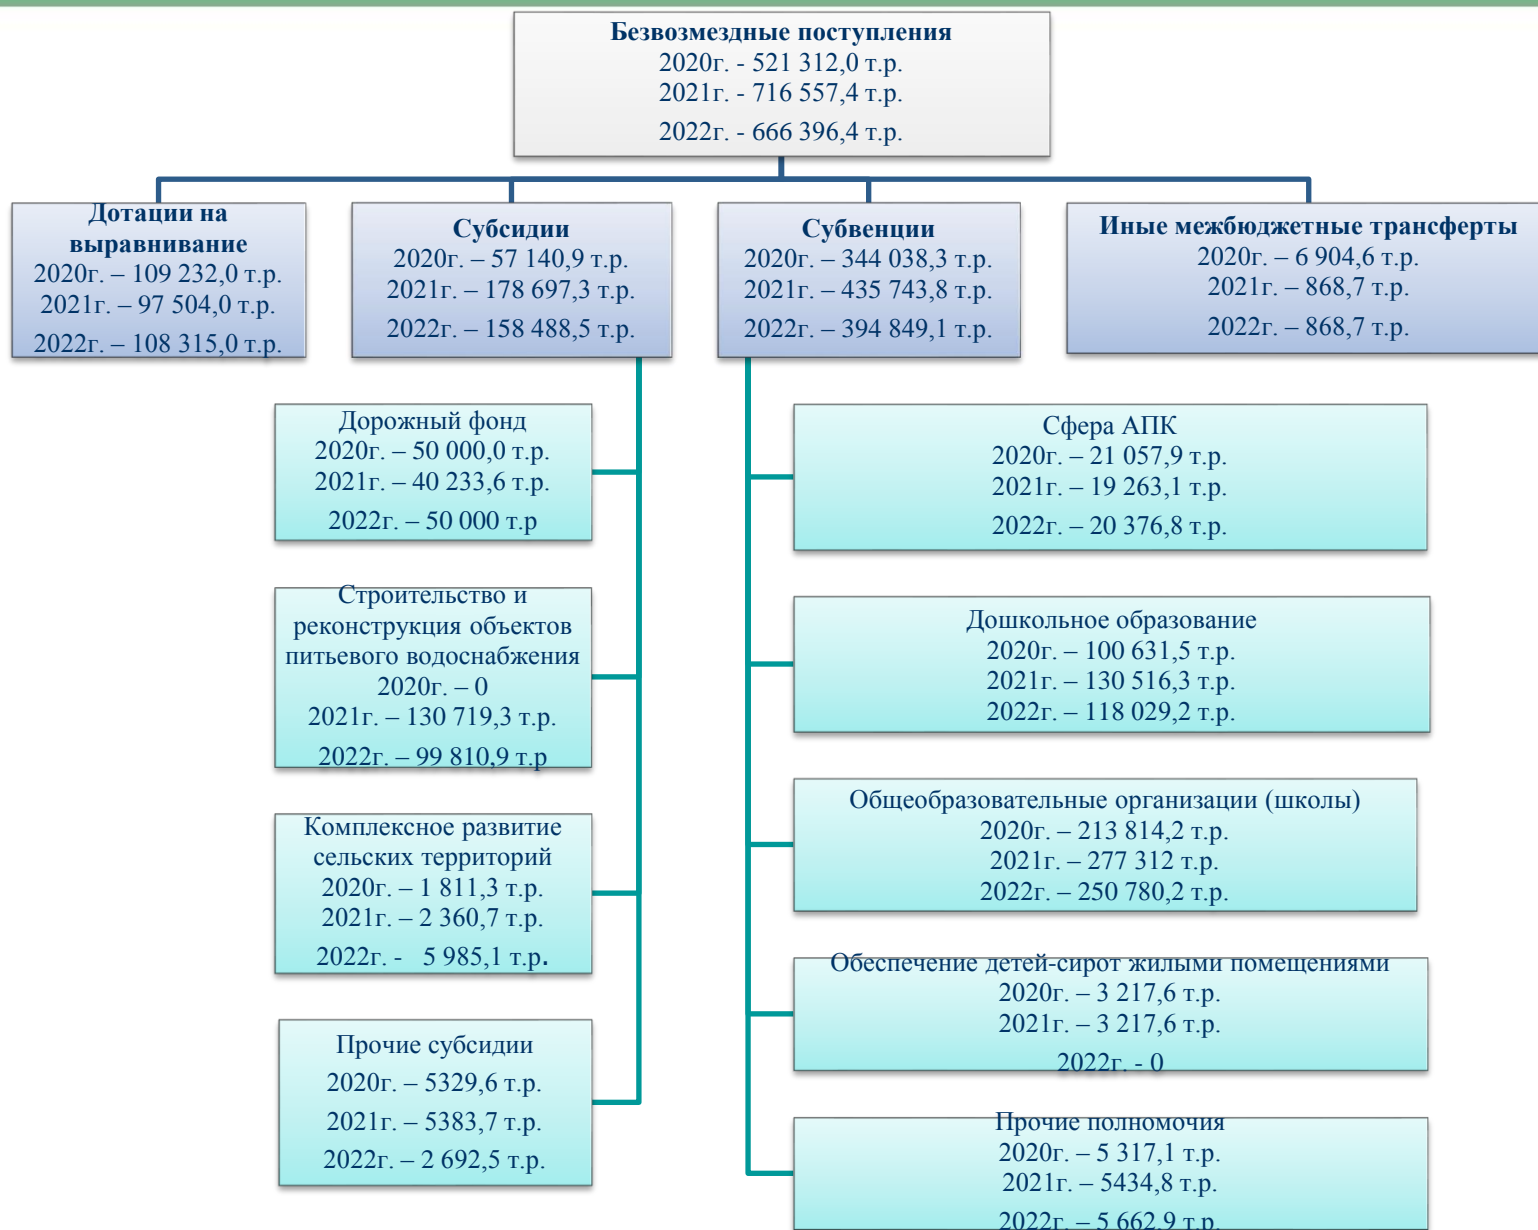 Безвозмездные поступления
2020г. - 521 312,0 т.р.
2021г. - 716 557,4 т.р.
2022г. - 666 396,4 т.р.
Дотации на
выравнивание
2020г. – 109 232,0 т.р.
2021г. – 97 504,0 т.р.
2022г. – 108 315,0 т.р.
Субсидии
2020г. – 57 140,9 т.р.
2021г. – 178 697,3 т.р.
2022г. – 158 488,5 т.р.
Субвенции
2020г. – 344 038,3 т.р.
2021г. – 435 743,8 т.р.
2022г. – 394 849,1 т.р.
Иные межбюджетные трансферты
2020г. – 6 904,6 т.р.
2021г. – 868,7 т.р.
2022г. – 868,7 т.р.
Дорожный фонд
2020г. – 50 000,0 т.р.
2021г. – 40 233,6 т.р.
2022г. – 50 000 т.р
Строительство и
реконструкция объектов
питьевого водоснабжения
2020г. – 0
2021г. – 130 719,3 т.р.
2022г. – 99 810,9 т.р
Комплексное развитие
сельских территорий
2020г. – 1 811,3 т.р.
2021г. – 2 360,7 т.р.
2022г. - 5 985,1 т.р.
Прочие субсидии
2020г. – 5329,6 т.р.
2021г. – 5383,7 т.р.
2022г. – 2 692,5 т.р.
Сфера АПК
2020г. – 21 057,9 т.р.
2021г. – 19 263,1 т.р.
2022г. – 20 376,8 т.р.
Дошкольное образование
2020г. – 100 631,5 т.р.
2021г. – 130 516,3 т.р.
2022г. – 118 029,2 т.р.
Общеобразовательные организации (школы)
2020г. – 213 814,2 т.р.
2021г. – 277 312 т.р.
2022г. – 250 780,2 т.р.
Обеспечение детей-сирот жилыми помещениями
2020г. – 3 217,6 т.р.
2021г. – 3 217,6 т.р.
2022г. - 0
Прочие полномочия
2020г. – 5 317,1 т.р.
2021г. – 5434,8 т.р.
2022г. – 5 662,9 т.р.